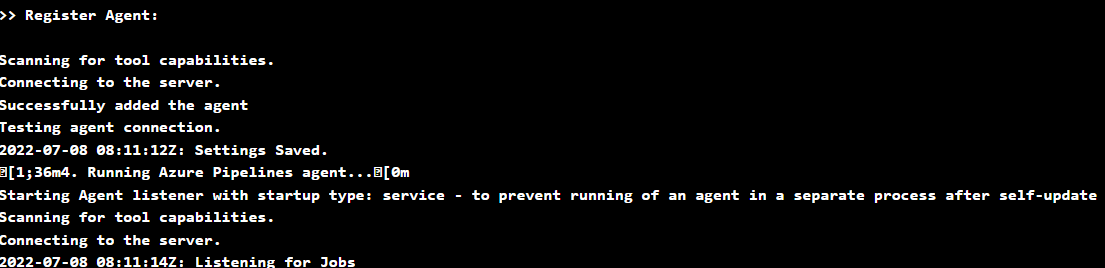 >> Register Agent:
Scanning for tool capabilities.
Connecting to the server.
Successfully added the agent
Testing agent connection.
2022-07-08 08:11:12Z: Settings Saved.
[1;36m4. Running Azure Pipelines agent...[0m
Starting Agent listener with startup type: service - to prevent running of an agent in a separate process after self-update
Scanning for tool capabilities.
Connecting to the server.
2022-07-08 08:11:14Z: Listening for Jobs